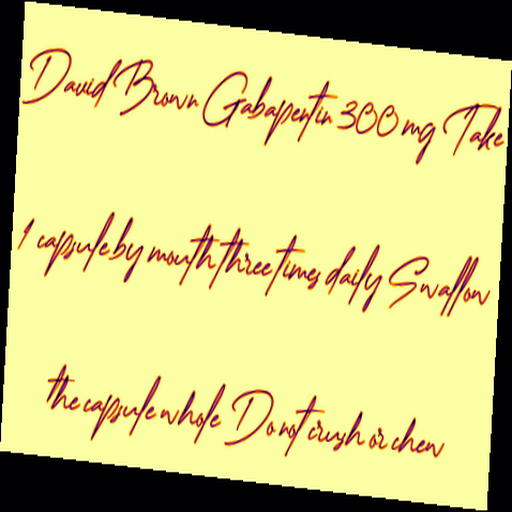 David Brown Gabapentin 300 mg Take
1 capsule by mouth three times daily Swallow
the capsule whole Do not crush or chew